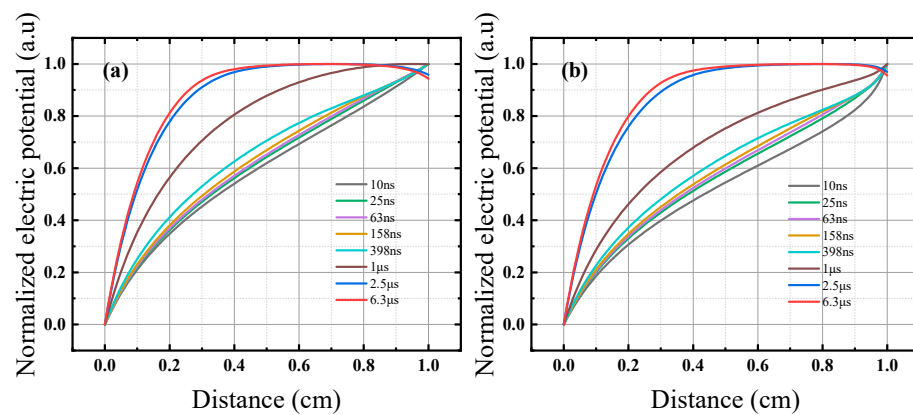 Normalized electric potential (a.u)
1.0
0.8
0.6
0.4
0.2
0.0
(a)
10ns
25ns
63ns
158ns
398ns
1μs
2.5μs
6.3μs
0.0 0.2 0.4 0.6 0.8 1.0
Distance (cm)
Normalized electric potential (a.u)
1.0
0.8
0.6
0.4
0.2
0.0
(b)
10ns
25ns
63ns
158ns
398ns
1μs
2.5μs
6.3μs
0.0 0.2 0.4 0.6 0.8 1.0
Distance (cm)